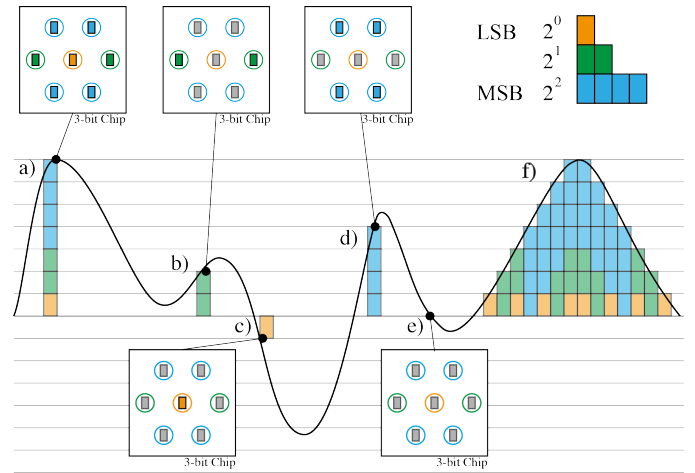 LSB 2^0
2^1
MSB 2^2
3-bit Chip
3-bit Chip
3-bit Chip
a)
f)
d)
b)
c)
e)
3-bit Chip
3-bit Chip